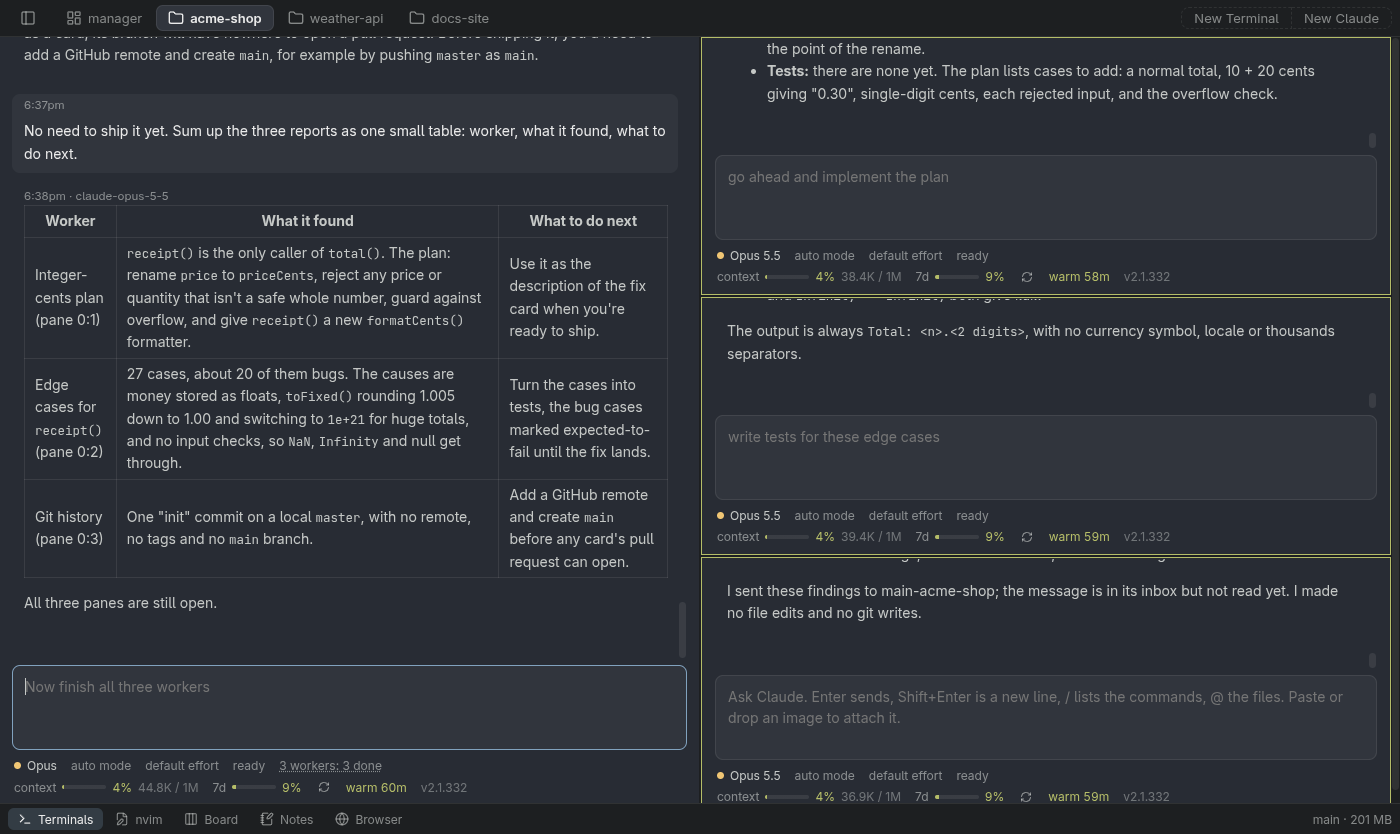 manager
acme-shop
weather-api
docs-site
New Terminal
New Claude
add a GitHub remote and create main, for example by pushing master as main.
6:37pm
No need to ship it yet. Sum up the three reports as one small table: worker, what it found, what to
do next.
6:38pm · claude-opus-5-5
Worker
What it found
What to do next
Integer-
cents plan
(pane 0:1)
receipt() is the only caller of total(). The plan:
rename price to priceCents, reject any price or
quantity that isn't a safe whole number, guard against
overflow, and give receipt() a new formatCents()
formatter.
Use it as the
description of the fix
card when you're
ready to ship.
Edge
cases for
receipt()
(pane 0:2)
27 cases, about 20 of them bugs. The causes are
money stored as floats, toFixed() rounding 1.005
down to 1.00 and switching to 1e+21 for huge totals,
and no input checks, so NaN, Infinity and null get
through.
Turn the cases into
tests, the bug cases
marked expected-to-
fail until the fix lands.
Git history
(pane 0:3)
One "init" commit on a local master, with no remote,
no tags and no main branch.
Add a GitHub remote
and create main
before any card's pull
request can open.
All three panes are still open.
Now finish all three workers
Opus auto mode default effort ready 3 workers: 3 done
context 4% 44.8K / 1M 7d 9% warm 60m v2.1.332
the point of the rename.
• Tests: there are none yet. The plan lists cases to add: a normal total, 10 + 20 cents
giving "0.30", single-digit cents, each rejected input, and the overflow check.
go ahead and implement the plan
Opus 5.5 auto mode default effort ready
context 4% 38.4K / 1M 7d 9% warm 58m v2.1.332
The output is always Total: <n>.<2 digits>, with no currency symbol, locale or thousands
separators.
write tests for these edge cases
Opus 5.5 auto mode default effort ready
context 4% 39.4K / 1M 7d 9% warm 59m v2.1.332
I sent these findings to main-acme-shop; the message is in its inbox but not read yet. I made
no file edits and no git writes.
Ask Claude. Enter sends, Shift+Enter is a new line, / lists the commands, @ the files. Paste or
drop an image to attach it.
Opus 5.5 auto mode default effort ready
context 4% 36.9K / 1M 7d 9% warm 59m v2.1.332
Terminals
nvim
Board
Notes
Browser
main · 201 MB